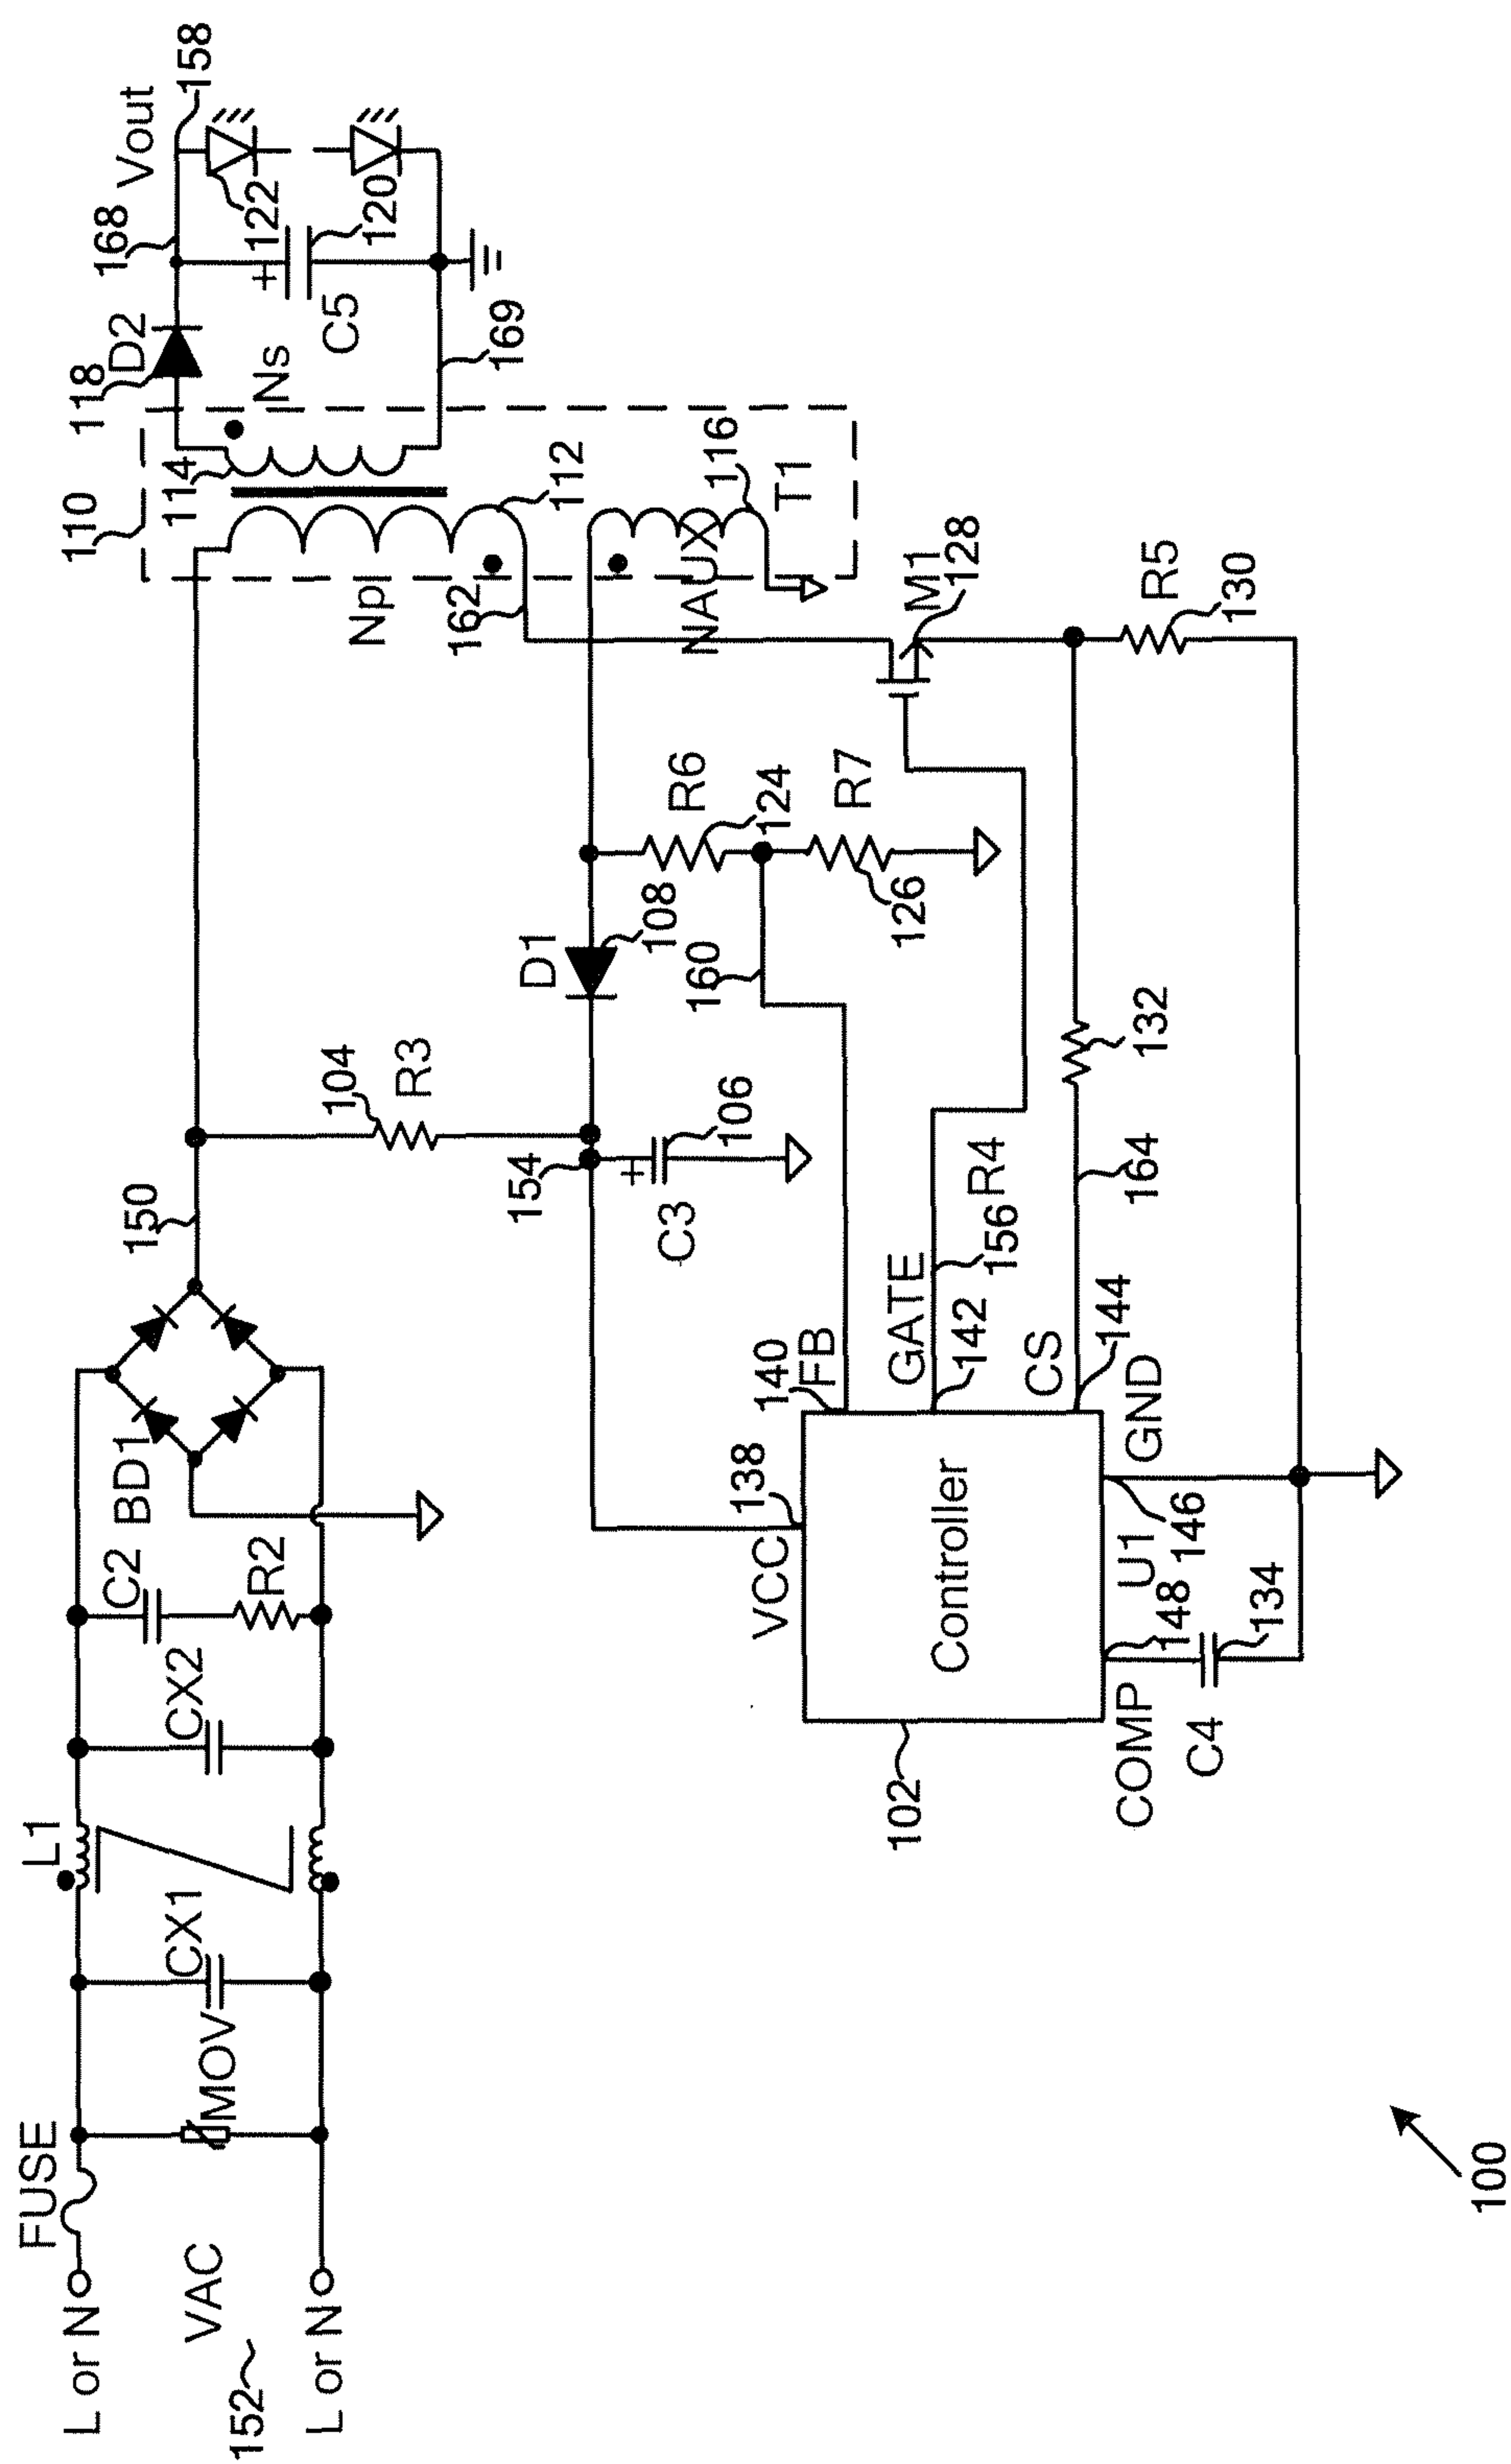 FUSE
L or N
VAC
152
L or N
MOV
CX1
L1
CX2
C2
R2
BD1
150
104
R3
154
C3
106
D1
108
160
R6
124
R7
126
110
114
Np
162
112
NAUX
116
T1
118
D2
Ns
168
Vout
158
122
120
C5
169
M1
128
R5
130
132
164
R4
156
GATE
142
CS
144
140
FB
138
VCC
Controller
102
GND
146
U1
148
COMP
134
C4
100